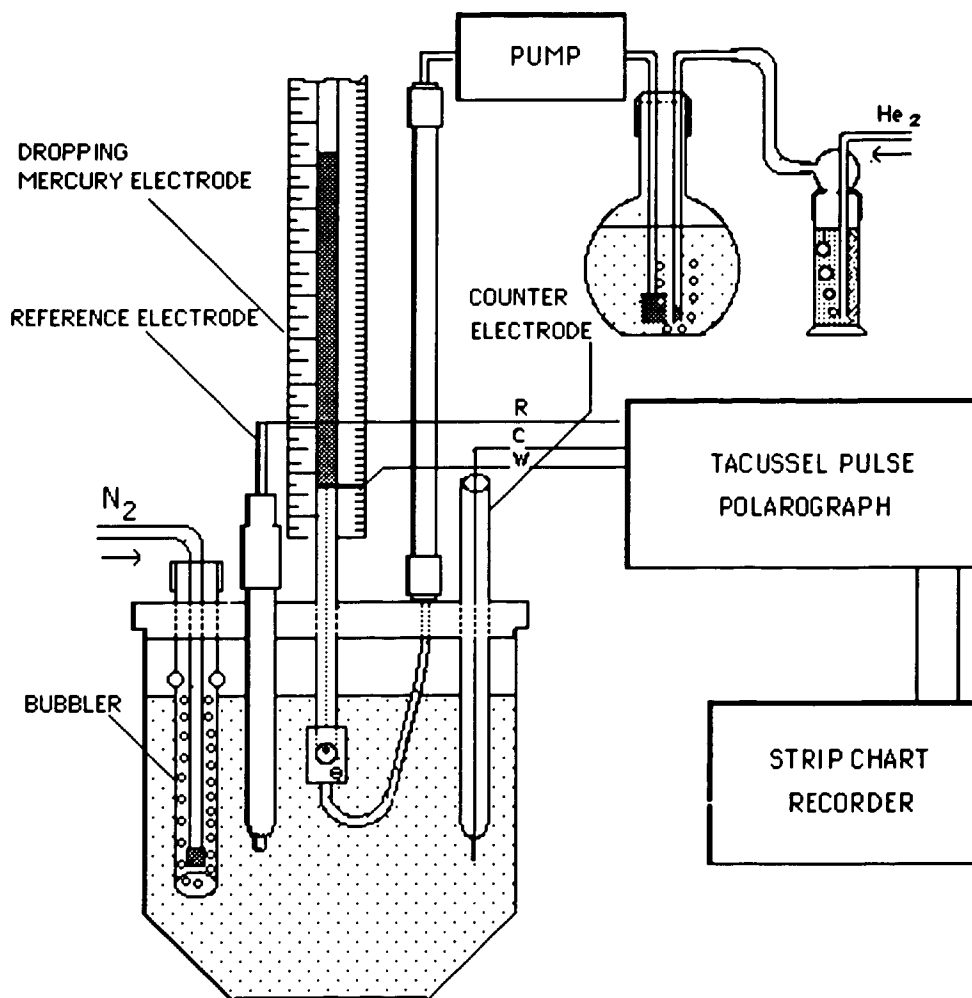 PUMP
He2
DROPPING
MERCURY ELECTRODE
COUNTER
ELECTRODE
REFERENCE ELECTRODE
R
C
W
TACUSSEL PULSE
POLAROGRAPH
N2
BUBBLER
STRIP CHART
RECORDER